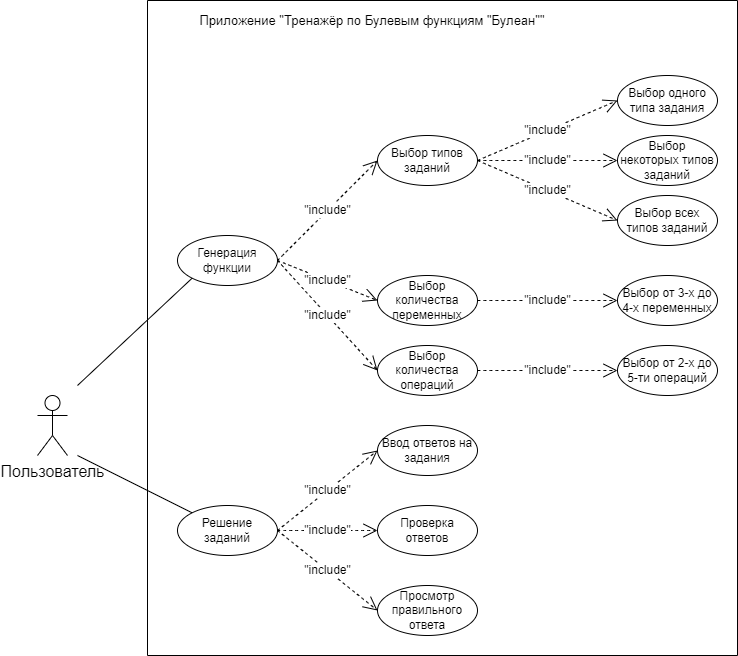 Приложение "Тренажёр по Булевым функциям "Булеан""
Выбор одного
типа задания
"include"
Выбор типов
заданий
"include"
Выбор
некоторых типов
заданий
"include"
Выбор всех
типов заданий
"include"
Генерация
функции
"include"
Выбор
количества
переменных
"include"
Выбор от 3-х до
4-х переменных
"include"
Выбор
количества
операций
"include"
Выбор от 2-х до
5-ти операций
Пользователь
Ввод ответов на
задания
"include"
Решение
заданий
"include"
Проверка
ответов
"include"
Просмотр
правильного
ответа